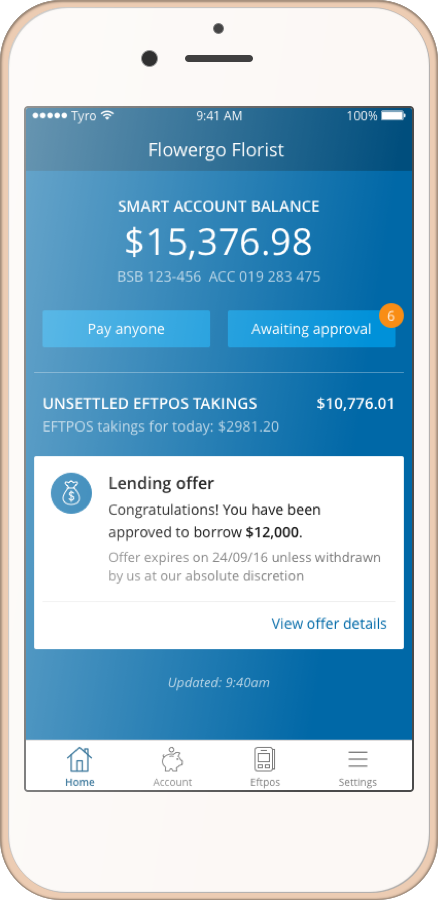 Tyro 9:41 AM 100%
Flowergo Florist
SMART ACCOUNT BALANCE
$15,376.98
BSB 123-456 ACC 019 283 475
Pay anyone Awaiting approval 6
UNSETTLED EFTPOS TAKINGS $10,776.01
EFTPOS takings for today: $2981.20
Lending offer
Congratulations! You have been
approved to borrow $12,000.
Offer expires on 24/09/16 unless withdrawn
by us at our absolute discretion
View offer details
Updated: 9:40am
Home Account Eftpos Settings